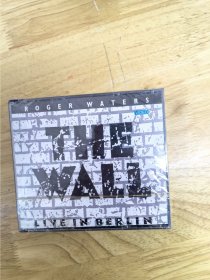 ROGER WATERS
THE
WALL
LIVE IN BERLIN